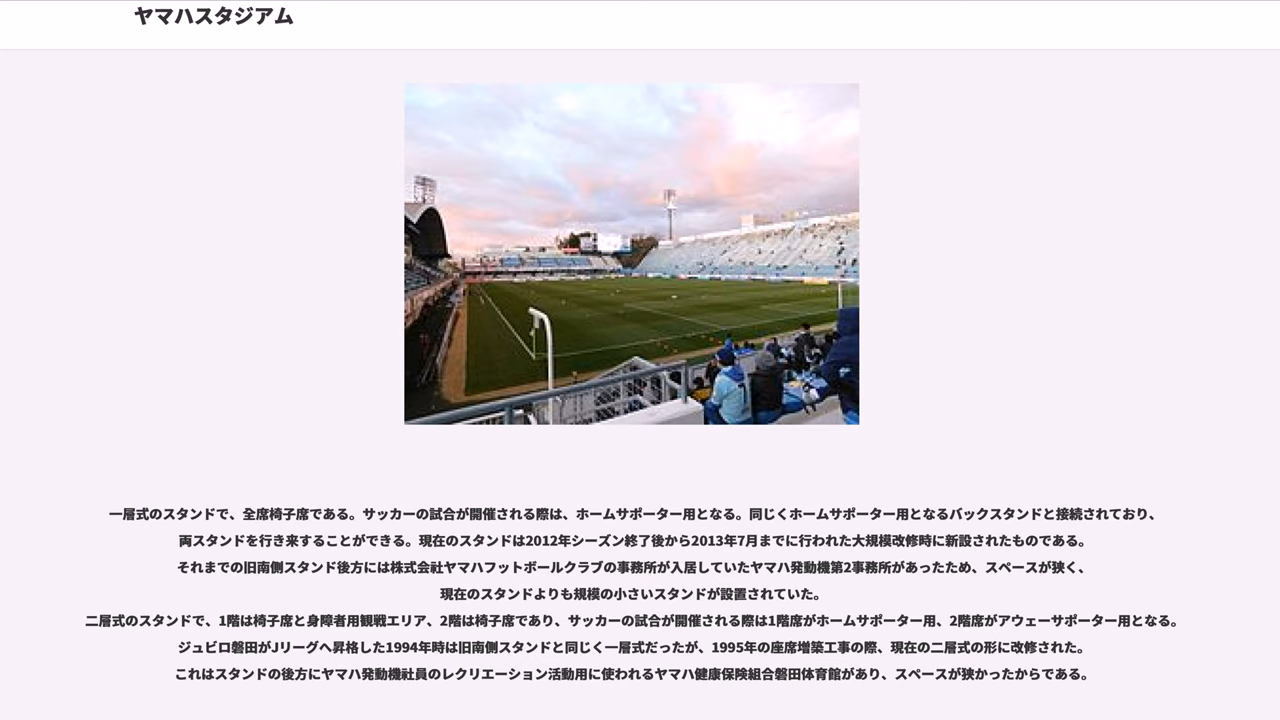 ヤマハスタジアム
一層式のスタンドで、全席椅子席である。サッカーの試合が開催される際は、ホームサポーター用となる。同じくホームサポーター用となるバックスタンドと接続されており、
両スタンドを行き来することができる。現在のスタンドは2012年シーズン終了後から2013年7月までに行われた大規模改修時に新設されたものである。
それまでの旧南側スタンド後方には株式会社ヤマハフットボールクラブの事務所が入居していたヤマハ発動機第2事務所があったため、スペースが狭く、
現在のスタンドよりも規模の小さいスタンドが設置されていた。
二層式のスタンドで、1階は椅子席と身障者用観戦エリア、2階は椅子席であり、サッカーの試合が開催される際は1階席がホームサポーター用、2階席がアウェーサポーター用となる。
ジュビロ磐田がJリーグへ昇格した1994年時は旧南側スタンドと同じく一層式だったが、1995年の座席増築工事の際、現在の二層式の形に改修された。
これはスタンドの後方にヤマハ発動機社員のレクリエーション活動用に使われるヤマハ健康保険組合磐田体育館があり、スペースが狭かったからである。